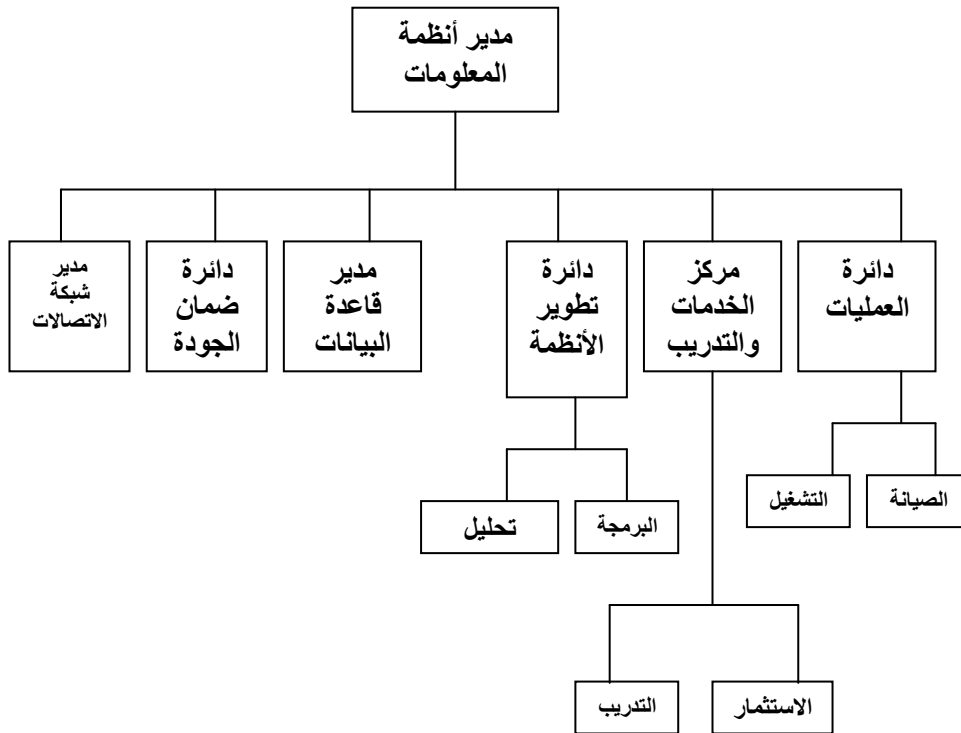 مدير أنظمة
المعلومات
دائرة
العمليات
مركز
الخدمات
والتدريب
دائرة
تطوير
الأنظمة
مدير
قاعدة
البيانات
دائرة
ضمان
الجودة
مدير
شبكة
الاتصالات
الصيانة
التشغيل
البرمجة
تحليل
الاستثمار
التدريب